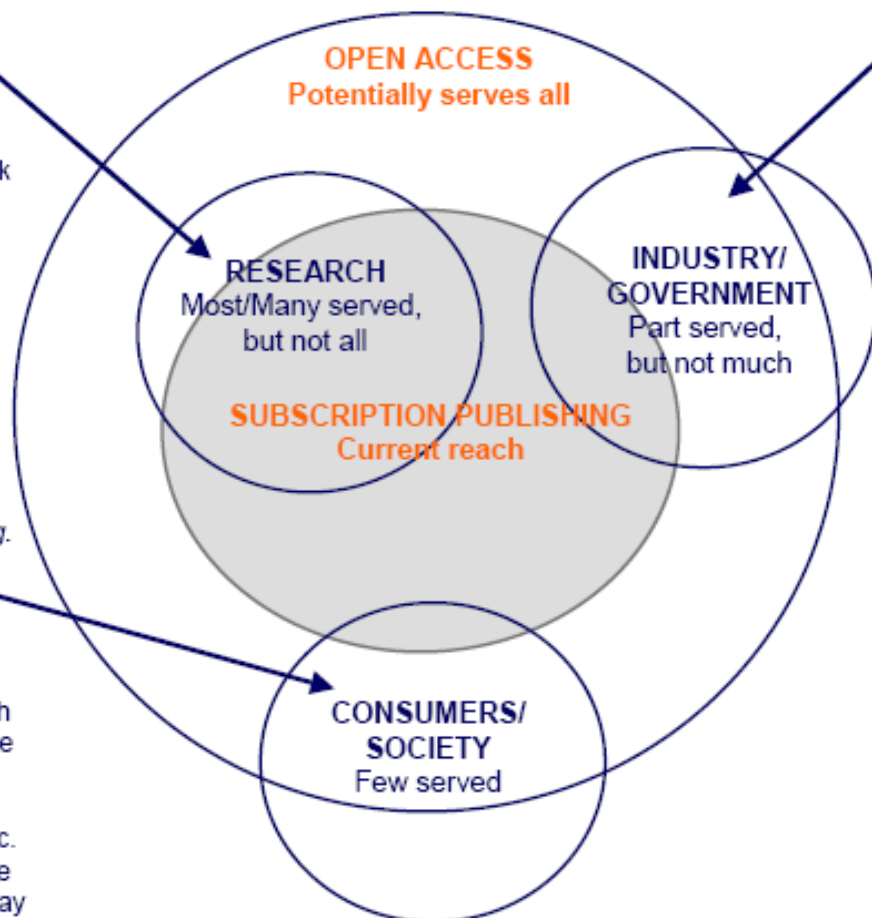 OPEN ACCESS
Potentially serves all
k
RESEARCH
Most/Many served,
but not all
INDUSTRY/
GOVERNMENT
Part served,
but not much
SUBSCRIPTION PUBLISHING
Current reach
g.
CONSUMERS/
SOCIETY
Few served
h
e
c.
e
ay